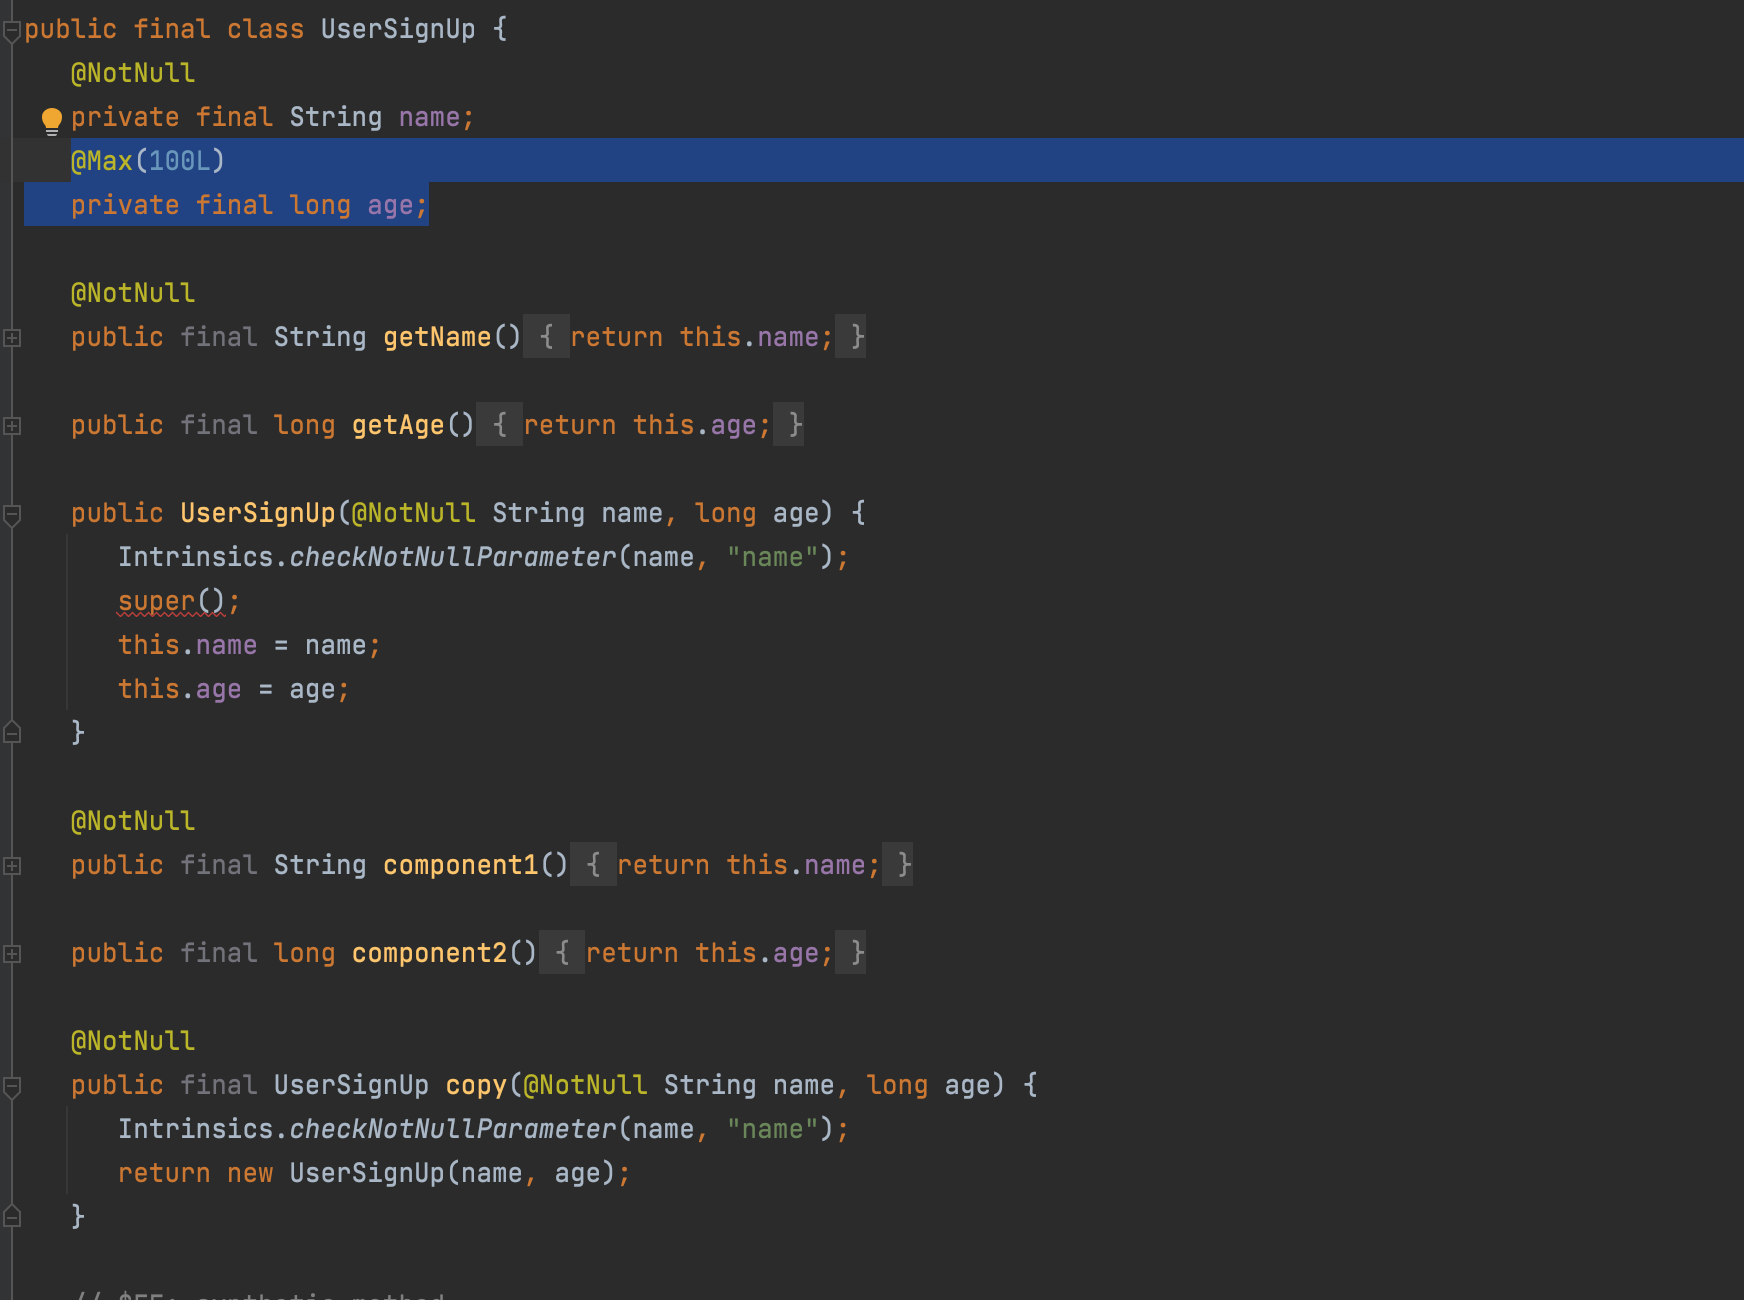 public final class UserSignUp {
@NotNull
private final String name;
@Max(100L)
private final long age;
@NotNull
public final String getName() { return this.name; }
public final long getAge() { return this.age; }
public UserSignUp(@NotNull String name, long age) {
Intrinsics.checkNotNullParameter(name, "name");
super();
this.name = name;
this.age = age;
}
@NotNull
public final String component1() { return this.name; }
public final long component2() { return this.age; }
@NotNull
public final UserSignUp copy(@NotNull String name, long age) {
Intrinsics.checkNotNullParameter(name, "name");
return new UserSignUp(name, age);
}
// $FF: synthetic method